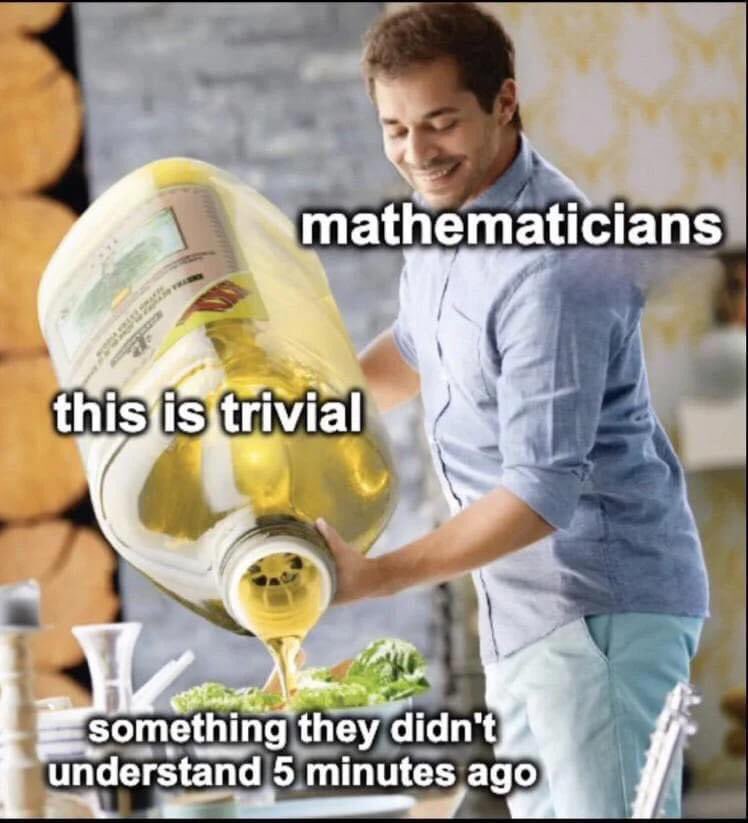 mathematicians
this is trivial
something they didn't
understand 5 minutes ago